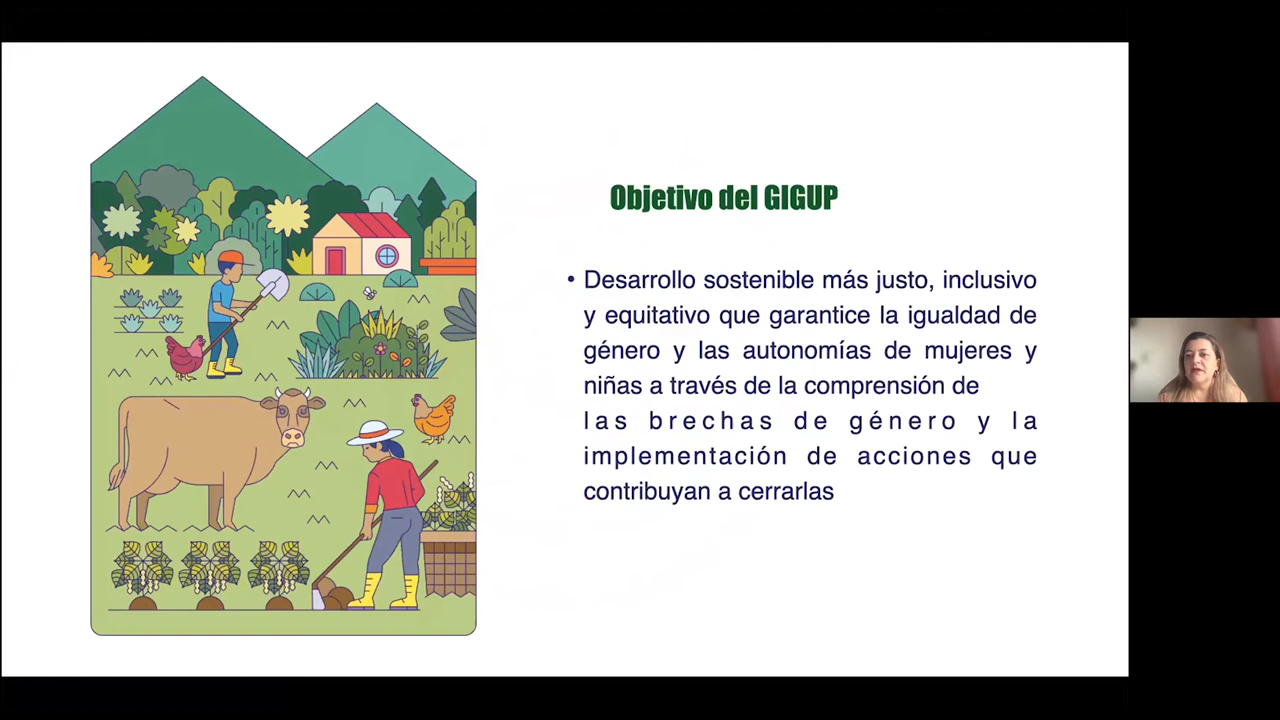 Objetivo del GIGUP
• Desarrollo sostenible más justo, inclusivo
y equitativo que garantice la igualdad de
género y las autonomías de mujeres y
niñas a través de la comprensión de
las brechas de género y la
implementación de acciones que
contribuyan a cerrarlas